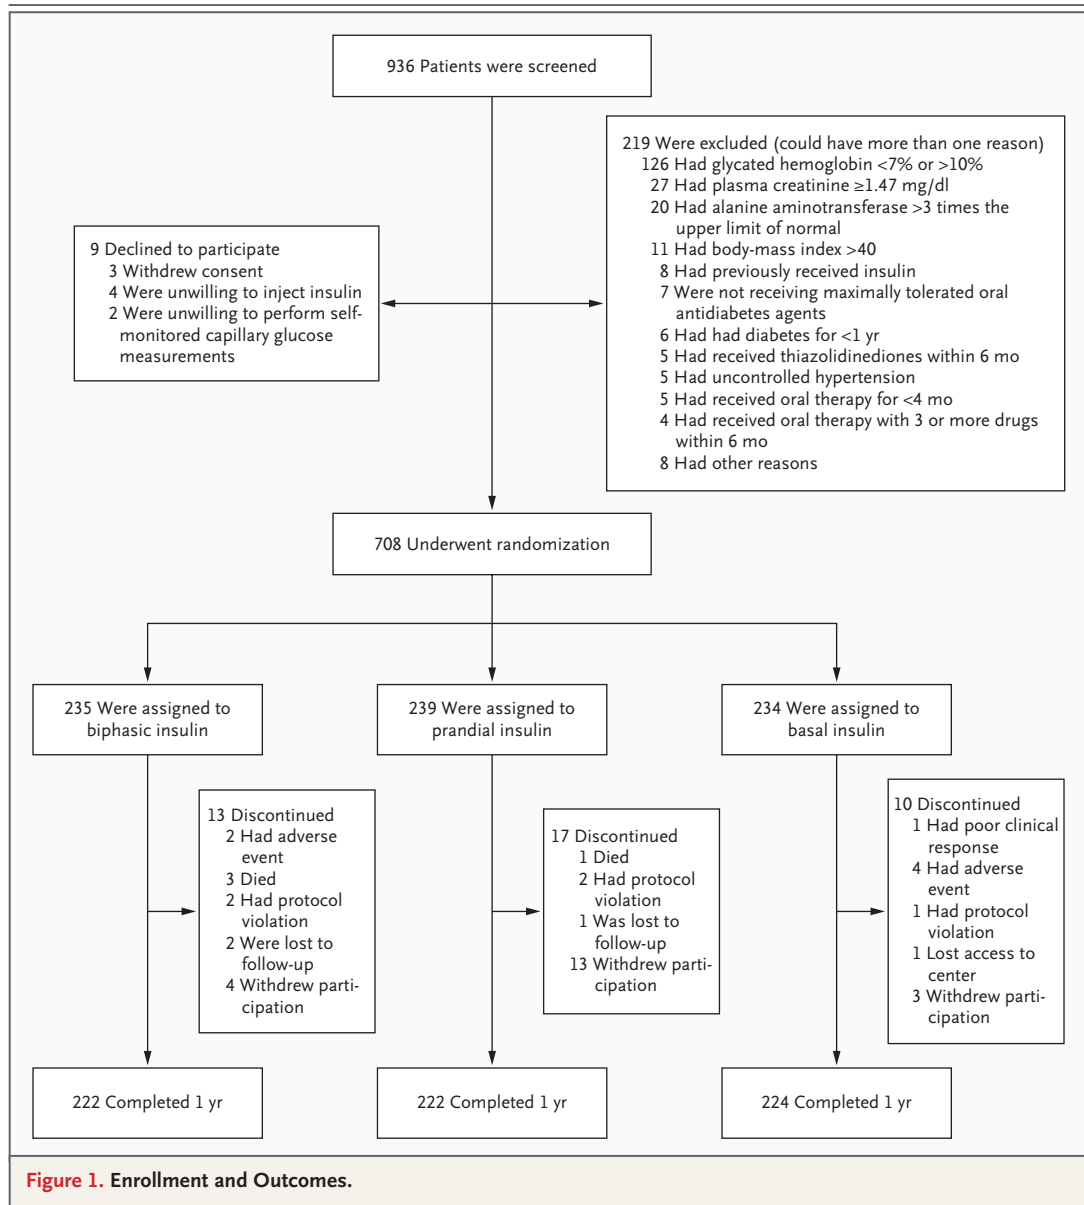 936 Patients were screened
219 Were excluded (could have more than one reason)
126 Had glycated hemoglobin <7% or >10%
27 Had plasma creatinine ≥1.47 mg/dl
20 Had alanine aminotransferase >3 times the
upper limit of normal
11 Had body-mass index >40
8 Had previously received insulin
7 Were not receiving maximally tolerated oral
antidiabetes agents
6 Had had diabetes for <1 yr
5 Had received thiazolidinediones within 6 mo
5 Had uncontrolled hypertension
5 Had received oral therapy for <4 mo
4 Had received oral therapy with 3 or more drugs
within 6 mo
8 Had other reasons
9 Declined to participate
3 Withdrew consent
4 Were unwilling to inject insulin
2 Were unwilling to perform self-
monitored capillary glucose
measurements
708 Underwent randomization
235 Were assigned to
biphasic insulin
239 Were assigned to
prandial insulin
234 Were assigned to
basal insulin
13 Discontinued
2 Had adverse
event
3 Died
2 Had protocol
violation
2 Were lost to
follow-up
4 Withdrew parti-
cipation
17 Discontinued
1 Died
2 Had protocol
violation
1 Was lost to
follow-up
13 Withdrew parti-
cipation
10 Discontinued
1 Had poor clinical
response
4 Had adverse
event
1 Had protocol
violation
1 Lost access to
center
3 Withdrew parti-
cipation
222 Completed 1 yr
222 Completed 1 yr
224 Completed 1 yr
Figure 1. Enrollment and Outcomes.